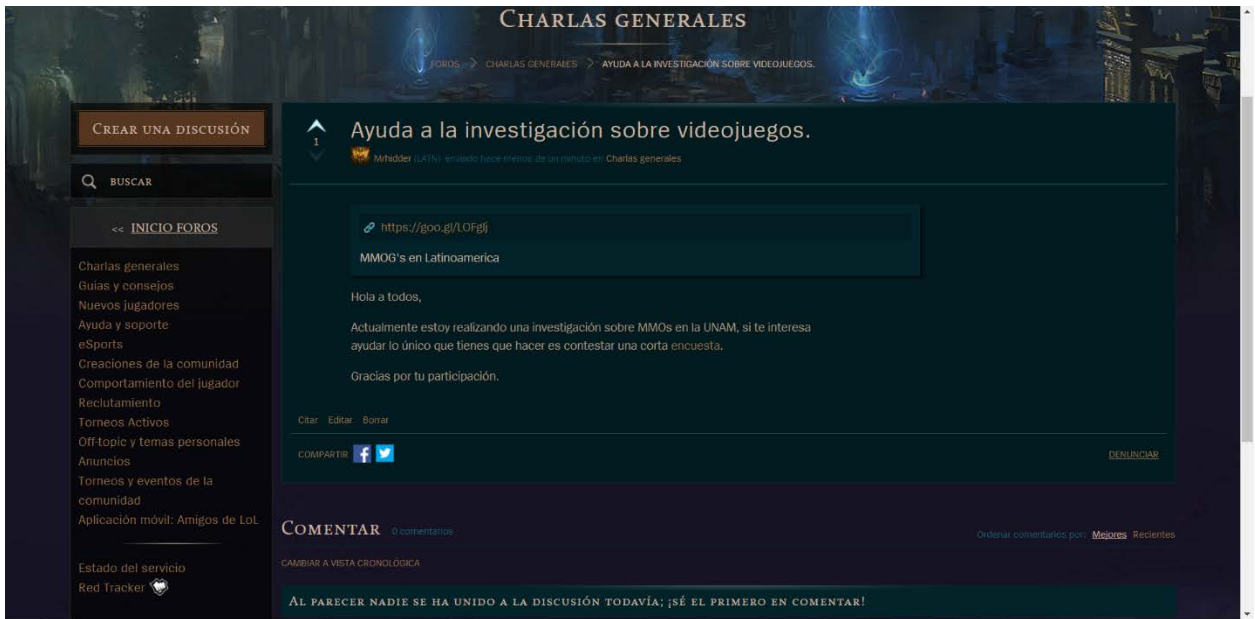 CHARLAS GENERALES
FOROS > CHARLAS GENERALES > AYUDA A LA INVESTIGACIÓN SOBRE VIDEOJUEGOS.
CREAR UNA DISCUSIÓN
BUSCAR
<< INICIO FOROS
Charlas generales
Guias y consejos
Nuevos jugadores
Ayuda y soporte
eSports
Creaciones de la comunidad
Comportamiento del jugador
Reclutamiento
Torneos Activos
Off-topic y temas personales
Anuncios
Torneos y eventos de la
comunidad
Aplicación móvil: Amigos de LoL
Estado del servicio
Red Tracker
1
Ayuda a la investigación sobre videojuegos.
Mrhidder (LATN) enviado hace menos de un minuto en Charlas generales
https://goo.gl/LOFglj
MMOG's en Latinoamerica
Hola a todos,
Actualmente estoy realizando una investigación sobre MMOs en la UNAM, si te interesa
ayudar lo único que tienes que hacer es contestar una corta encuesta.
Gracias por tu participación.
Citar Editar Borrar
COMPARTIR
DENUNCIAR
COMENTAR 0 comentarios
Ordenar comentarios por: Mejores Recientes
CAMBIAR A VISTA CRONOLÓGICA
AL PARECER NADIE SE HA UNIDO A LA DISCUSIÓN TODAVÍA; ¡SÉ EL PRIMERO EN COMENTAR!